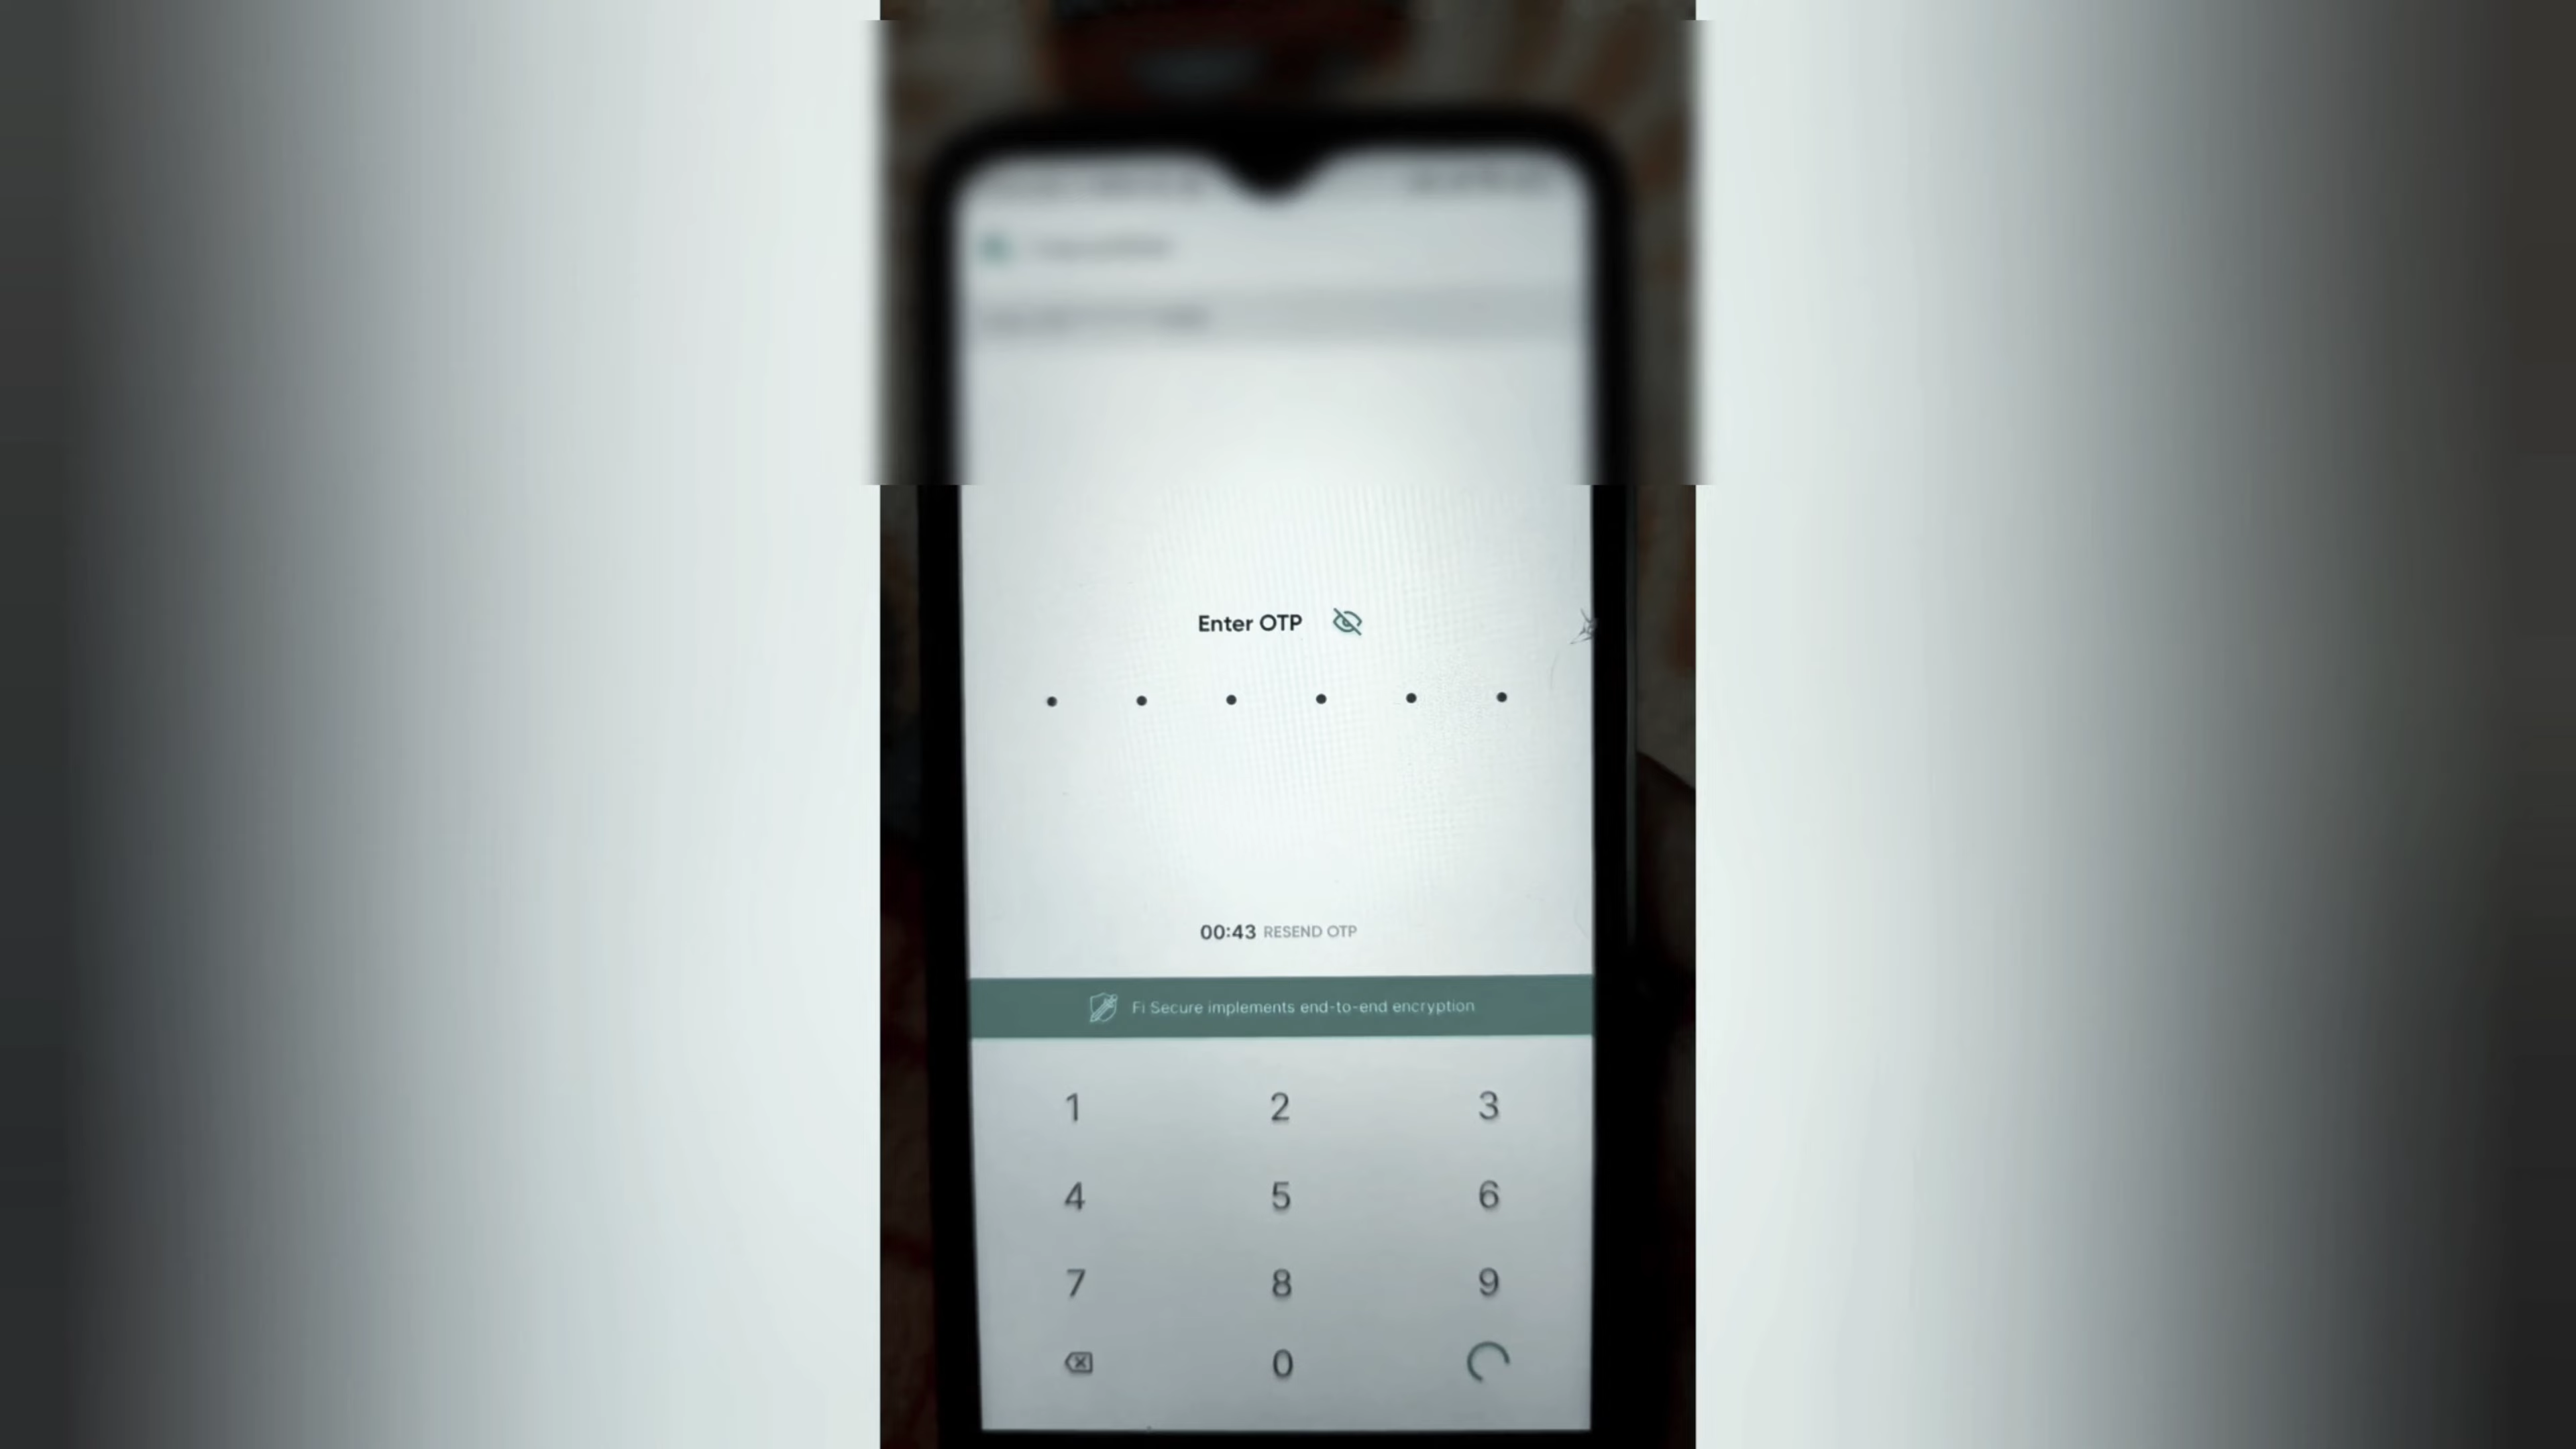 Enter OTP
00:43 RESEND OTP
Fi Secure implements end-to-end encryption
1 2 3
4 5 6
7 8 9
0